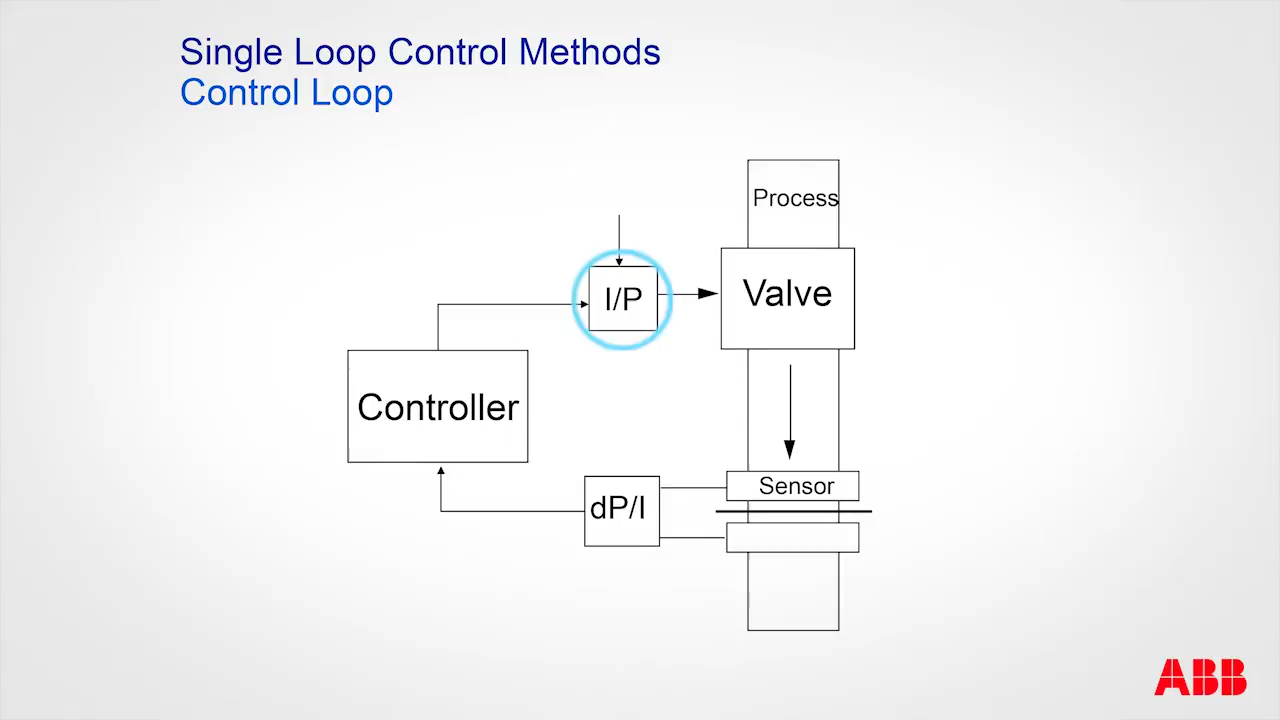 Single Loop Control Methods
Control Loop
Process
I/P
Valve
Controller
Sensor
dP/I
ABB